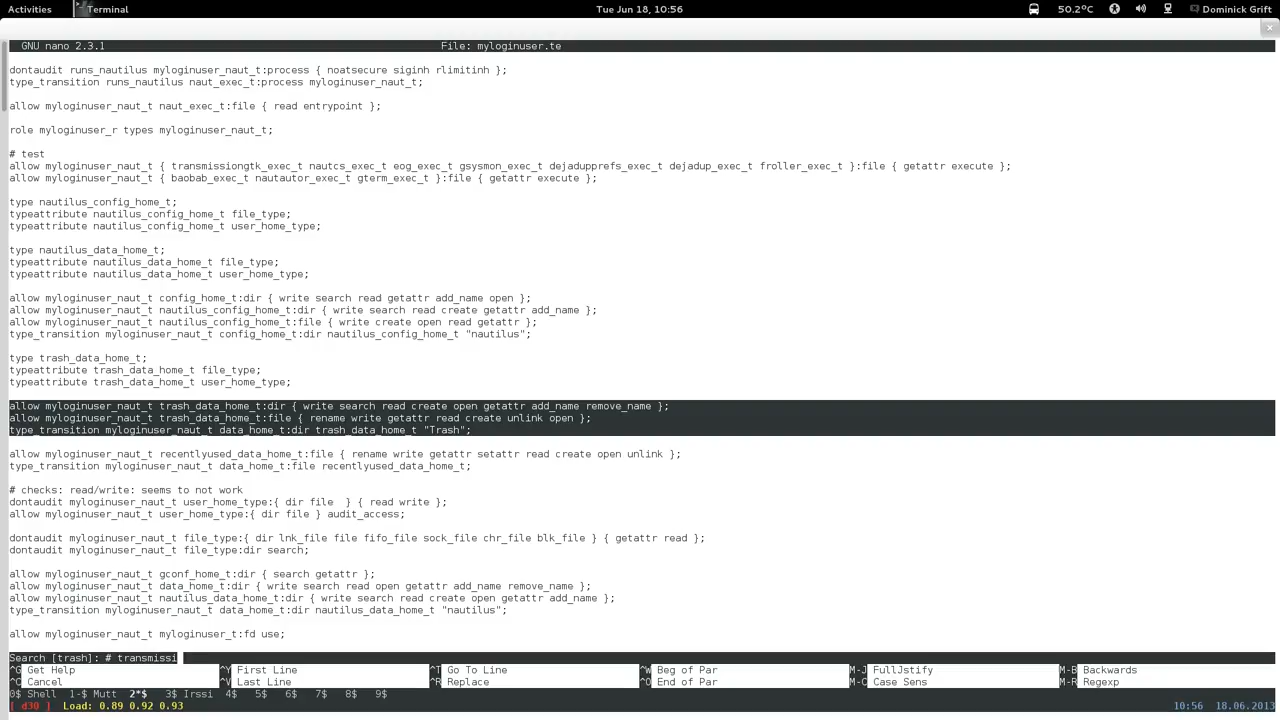 Activities Terminal Tue Jun 18, 10:56 50.2°C Dominick Grift
GNU nano 2.3.1 File: myloginuser.te
dontaudit runs_nautilus myloginuser_naut_t:process { noatsecure siginh rlimitinh };
type_transition runs_nautilus naut_exec_t:process myloginuser_naut_t;
allow myloginuser_naut_t naut_exec_t:file { read entrypoint };
role myloginuser_r types myloginuser_naut_t;
# test
allow myloginuser_naut_t { transmissiongtk_exec_t nautcs_exec_t eog_exec_t gsysmon_exec_t dejadupprefs_exec_t dejadup_exec_t froller_exec_t }:file { getattr execute };
allow myloginuser_naut_t { baobab_exec_t nautautor_exec_t gterm_exec_t }:file { getattr execute };
type nautilus_config_home_t;
typeattribute nautilus_config_home_t file_type;
typeattribute nautilus_config_home_t user_home_type;
type nautilus_data_home_t;
typeattribute nautilus_data_home_t file_type;
typeattribute nautilus_data_home_t user_home_type;
allow myloginuser_naut_t config_home_t:dir { write search read getattr add_name open };
allow myloginuser_naut_t nautilus_config_home_t:dir { write search read create getattr add_name };
allow myloginuser_naut_t nautilus_config_home_t:file { write create open read getattr };
type_transition myloginuser_naut_t config_home_t:dir nautilus_config_home_t "nautilus";
type trash_data_home_t;
typeattribute trash_data_home_t file_type;
typeattribute trash_data_home_t user_home_type;
allow myloginuser_naut_t trash_data_home_t:dir { write search read create open getattr add_name remove_name };
allow myloginuser_naut_t trash_data_home_t:file { rename write getattr read create unlink open };
type_transition myloginuser_naut_t data_home_t:dir trash_data_home_t "Trash";
allow myloginuser_naut_t recentlyused_data_home_t:file { rename write getattr setattr read create open unlink };
type_transition myloginuser_naut_t data_home_t:file recentlyused_data_home_t;
# checks: read/write: seems to not work
dontaudit myloginuser_naut_t user_home_type:{ dir file  } { read write };
allow myloginuser_naut_t user_home_type:{ dir file } audit_access;
dontaudit myloginuser_naut_t file_type:{ dir lnk_file file fifo_file sock_file chr_file blk_file } { getattr read };
dontaudit myloginuser_naut_t file_type:dir search;
allow myloginuser_naut_t gconf_home_t:dir { search getattr };
allow myloginuser_naut_t data_home_t:dir { write search read open getattr add_name remove_name };
allow myloginuser_naut_t nautilus_data_home_t:dir { write search read create open getattr add_name };
type_transition myloginuser_naut_t data_home_t:dir nautilus_data_home_t "nautilus";
allow myloginuser_naut_t myloginuser_t:fd use;
Search [trash]: # transmissi
^G Get Help ^Y First Line ^T Go To Line ^W Beg of Par M-J FullJstify M-B Backwards
^C Cancel ^V Last Line ^R Replace ^O End of Par M-C Case Sens M-R Regexp
0$ Shell 1-$ Mutt 2*$ 3$ Irssi 4$ 5$ 6$ 7$ 8$ 9$
[ d30 ] Load: 0.89 0.92 0.93 10:56 18.06.2013